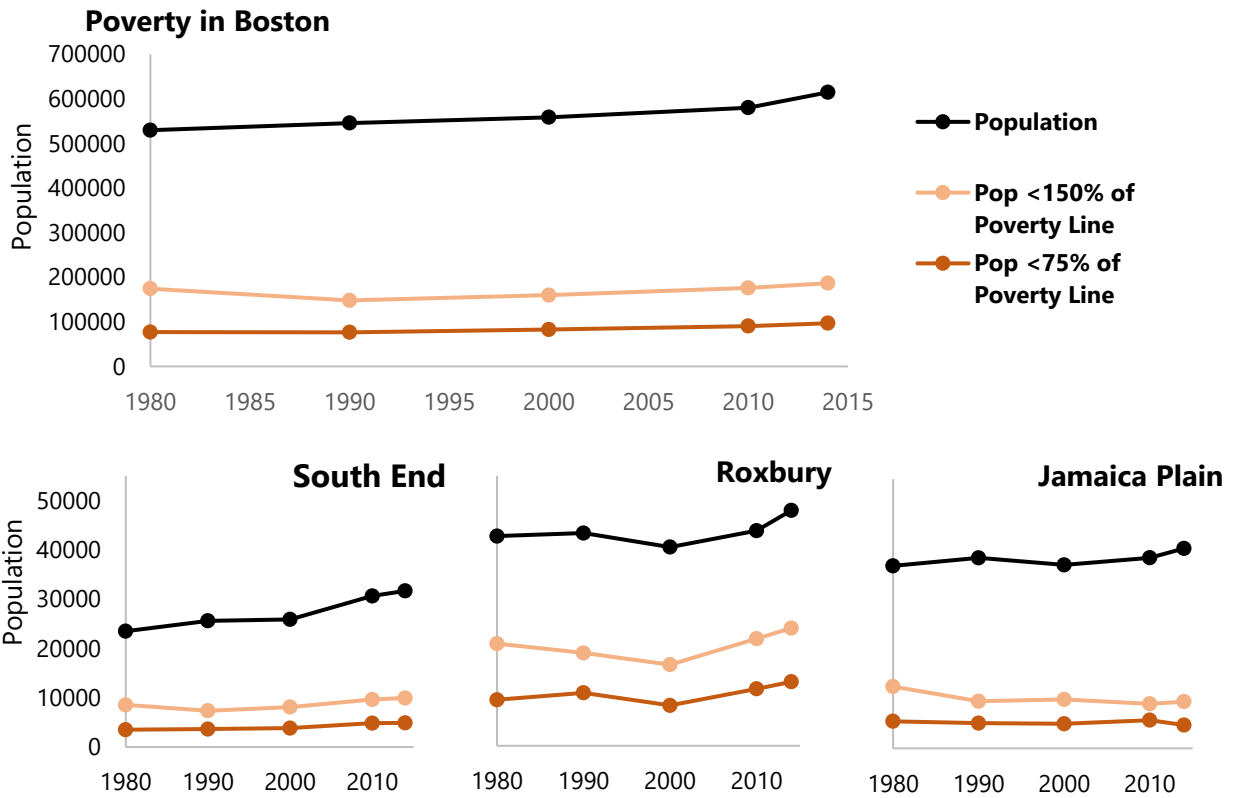 Poverty in Boston
700000
600000
500000
400000
300000
200000
100000
0
Population
1980 1985 1990 1995 2000 2005 2010 2015
Population
Pop <150% of
Poverty Line
Pop <75% of
Poverty Line
South End
50000
40000
30000
20000
10000
0
Population
1980 1990 2000 2010
Roxbury
1980 1990 2000 2010
Jamaica Plain
1980 1990 2000 2010